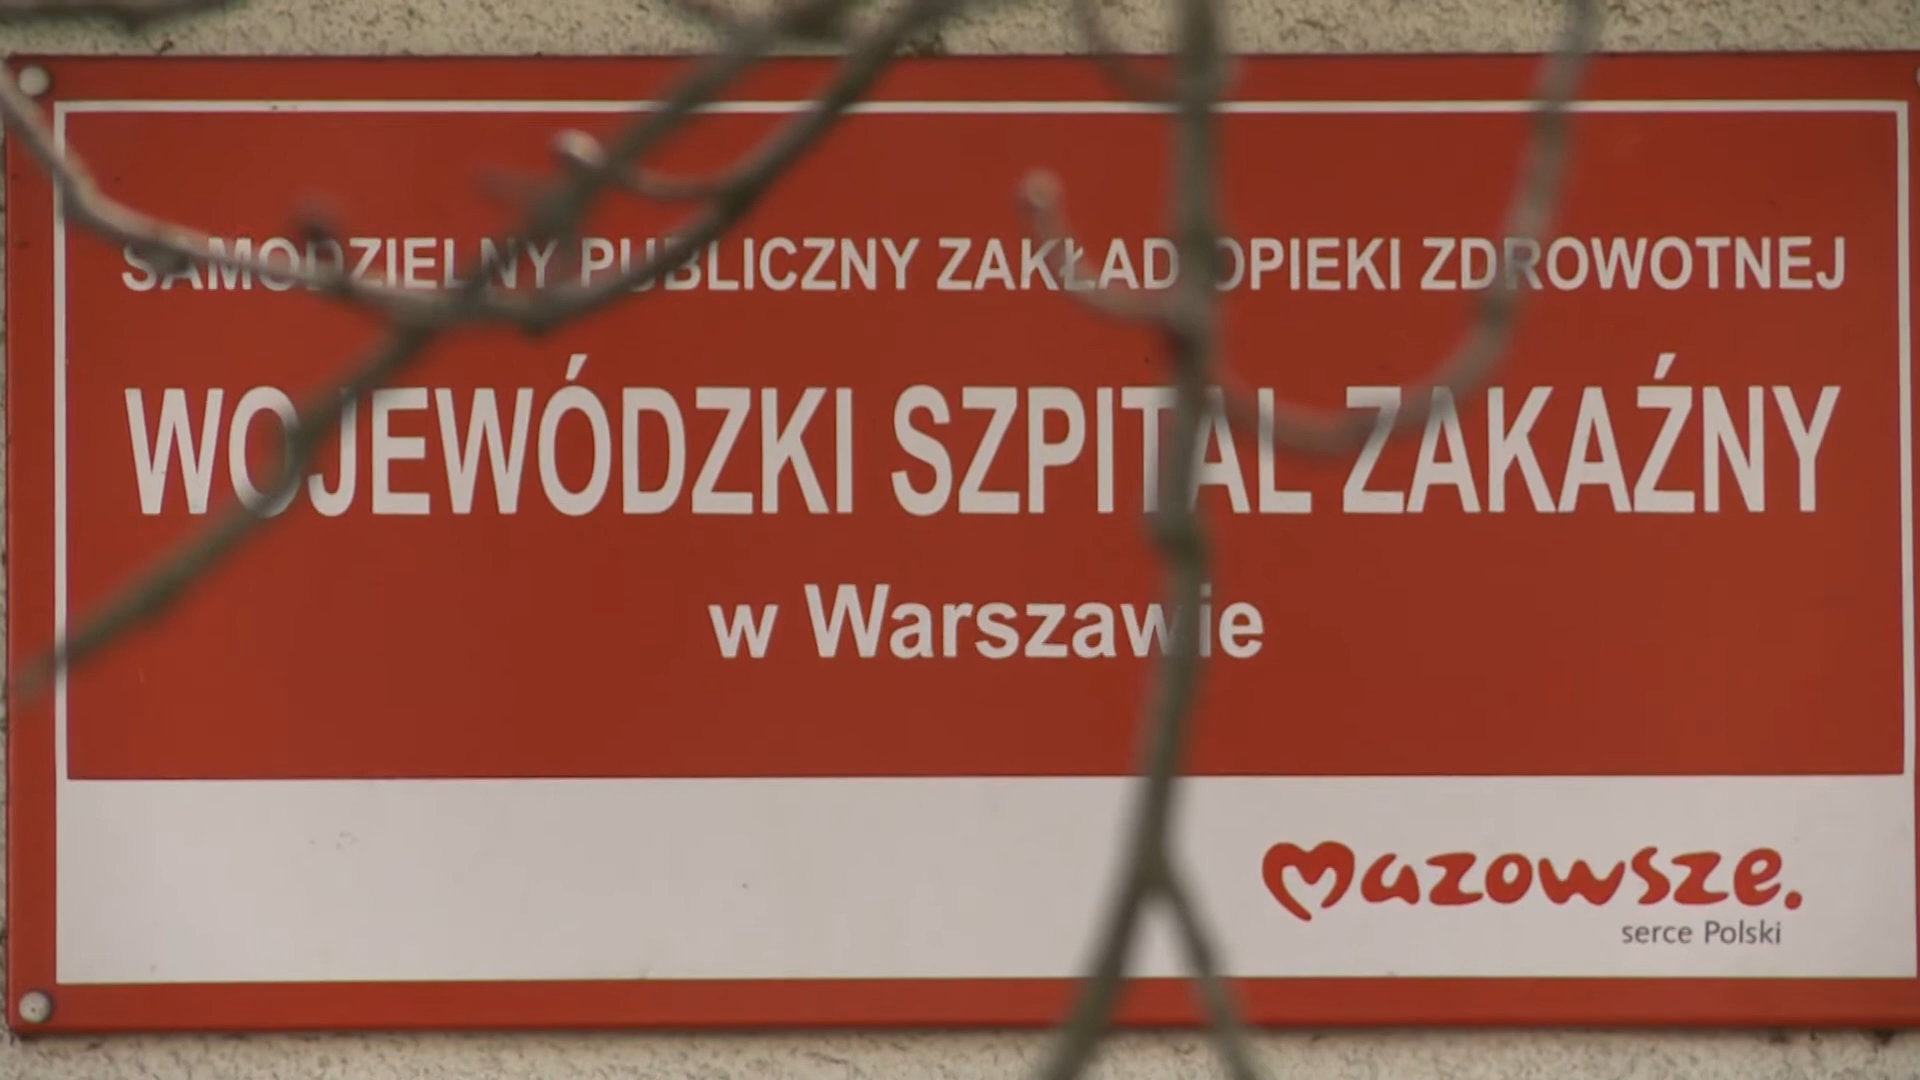 SAMODZIELNY PUBLICZNY ZAKŁAD OPIEKI ZDROWOTNEJ
WOJEWÓDZKI SZPITAL ZAKAŹNY
w Warszawie
Mazowsze.
serce Polski